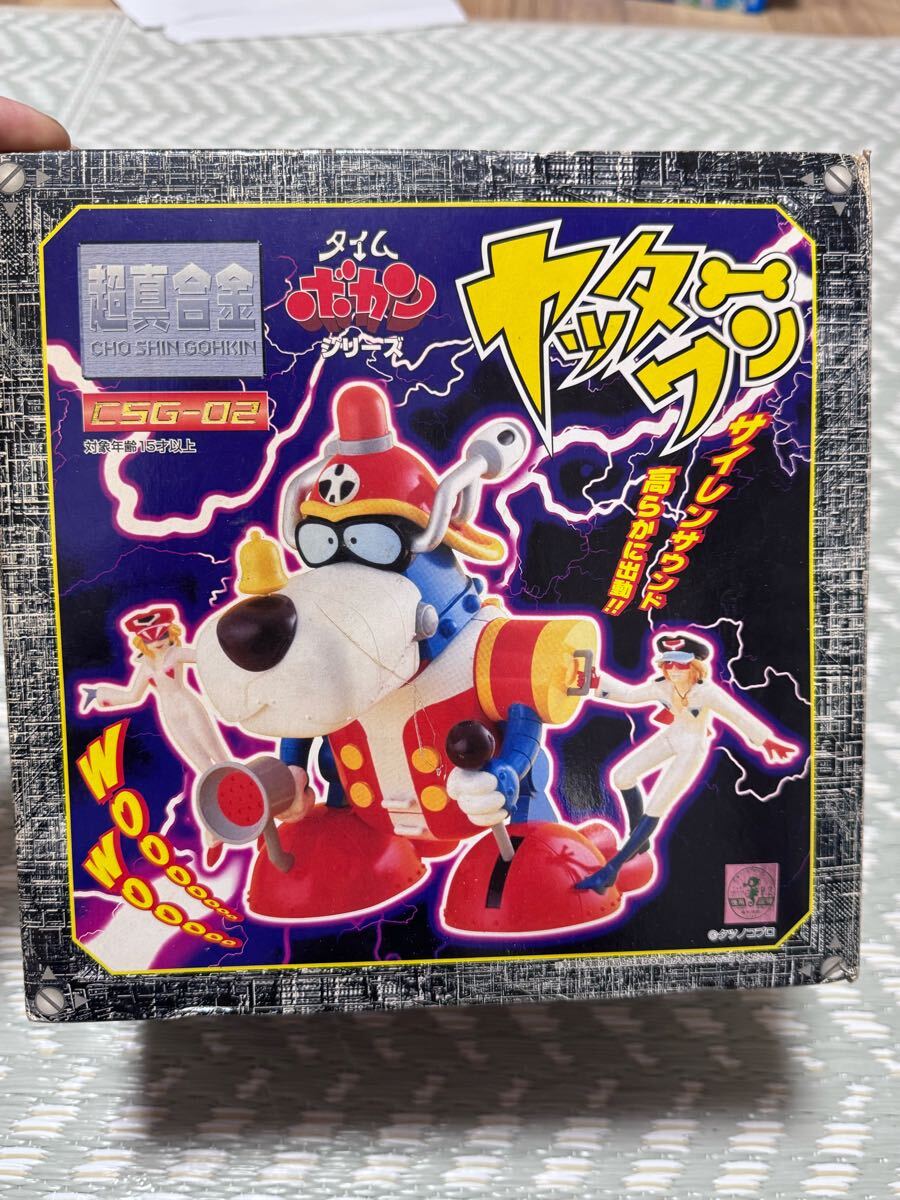 超真合金
CHO SHIN GOHKIN
CSG-02
対象年齢15才以上
タイム
ボカン
シリーズ
ヤッターワン
サイレンサウンド
高らかに出動!!
WOOoooooo
WOOoooo
©タツノコプロ